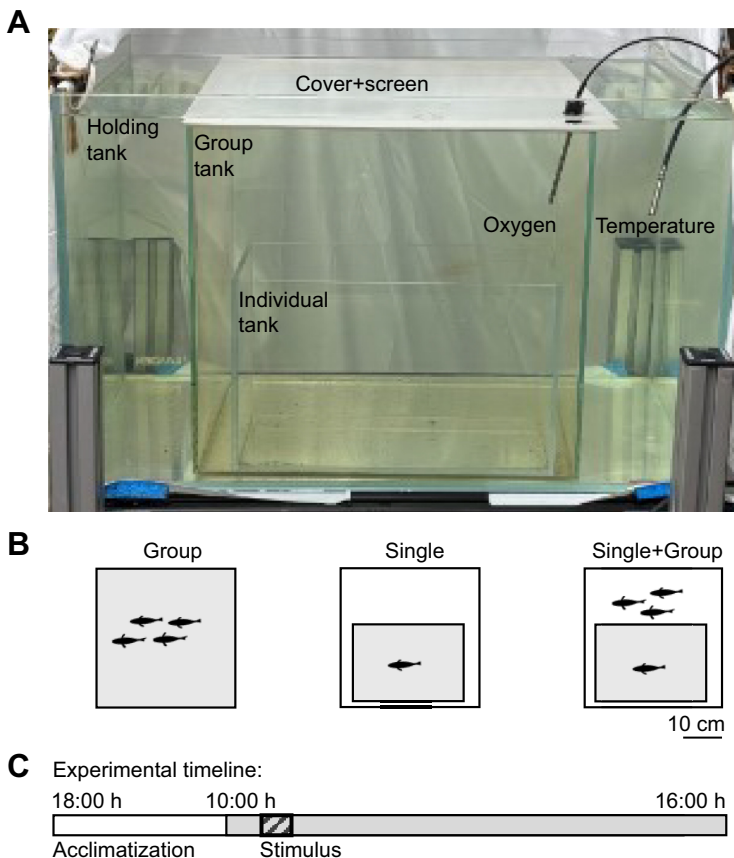 A
Cover+screen
Holding
tank
Group
tank
Oxygen
Temperature
Individual
tank
B
Group
Single
Single+Group
10 cm
C
Experimental timeline:
18:00 h
10:00 h
16:00 h
Acclimatization
Stimulus